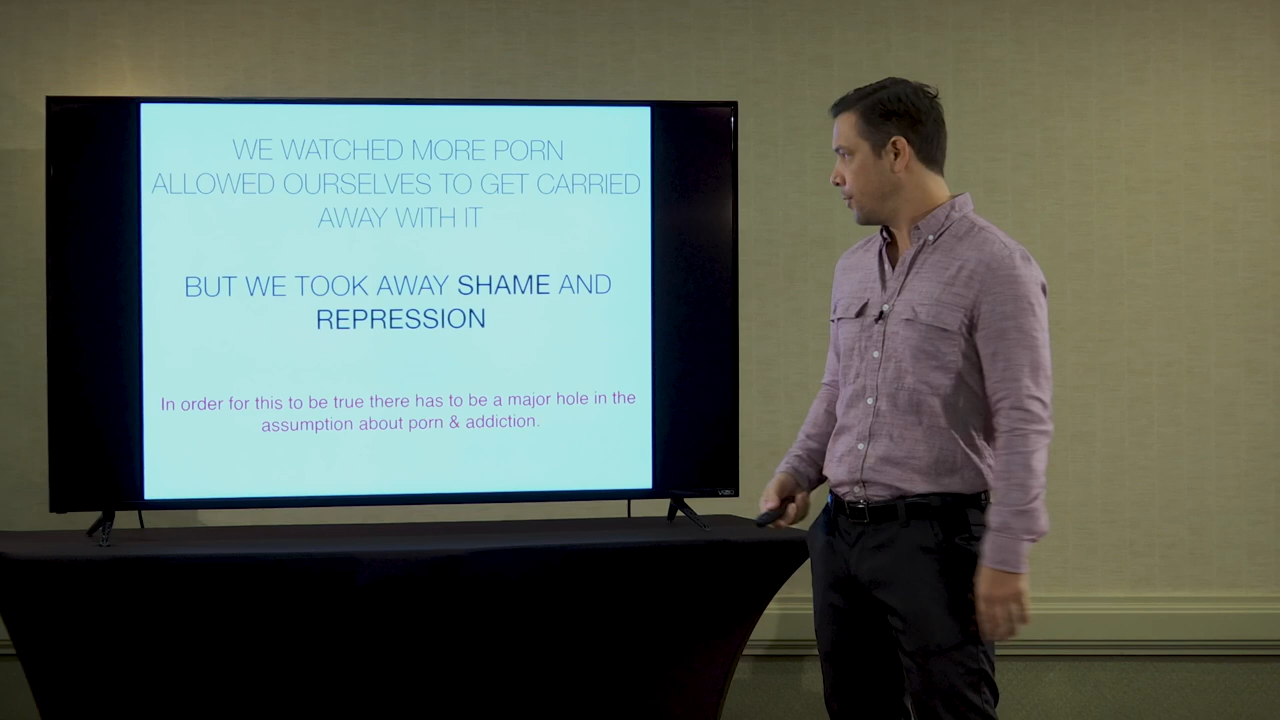 WE WATCHED MORE PORN
ALLOWED OURSELVES TO GET CARRIED
AWAY WITH IT
BUT WE TOOK AWAY SHAME AND
REPRESSION
In order for this to be true there has to be a major hole in the
assumption about porn & addiction.
VIZIO